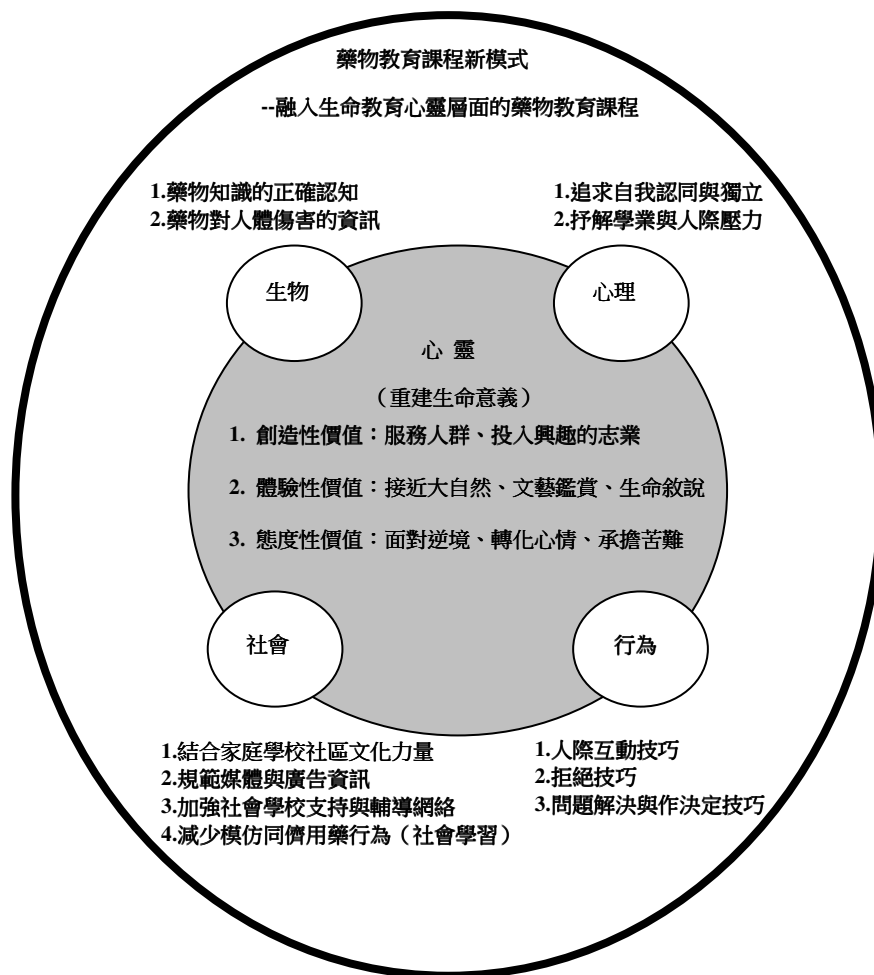 藥物教育課程新模式
--融入生命教育心靈層面的藥物教育課程
1.藥物知識的正確認知
2.藥物對人體傷害的資訊
1.追求自我認同與獨立
2.抒解學業與人際壓力
生物
心理
心 靈
（重建生命意義）
1. 創造性價值：服務人群、投入興趣的志業
2. 體驗性價值：接近大自然、文藝鑑賞、生命敘說
3. 態度性價值：面對逆境、轉化心情、承擔苦難
社會
行為
1.結合家庭學校社區文化力量
2.規範媒體與廣告資訊
3.加強社會學校支持與輔導網絡
4.減少模仿同儕用藥行為（社會學習）
1.人際互動技巧
2.拒絕技巧
3.問題解決與作決定技巧